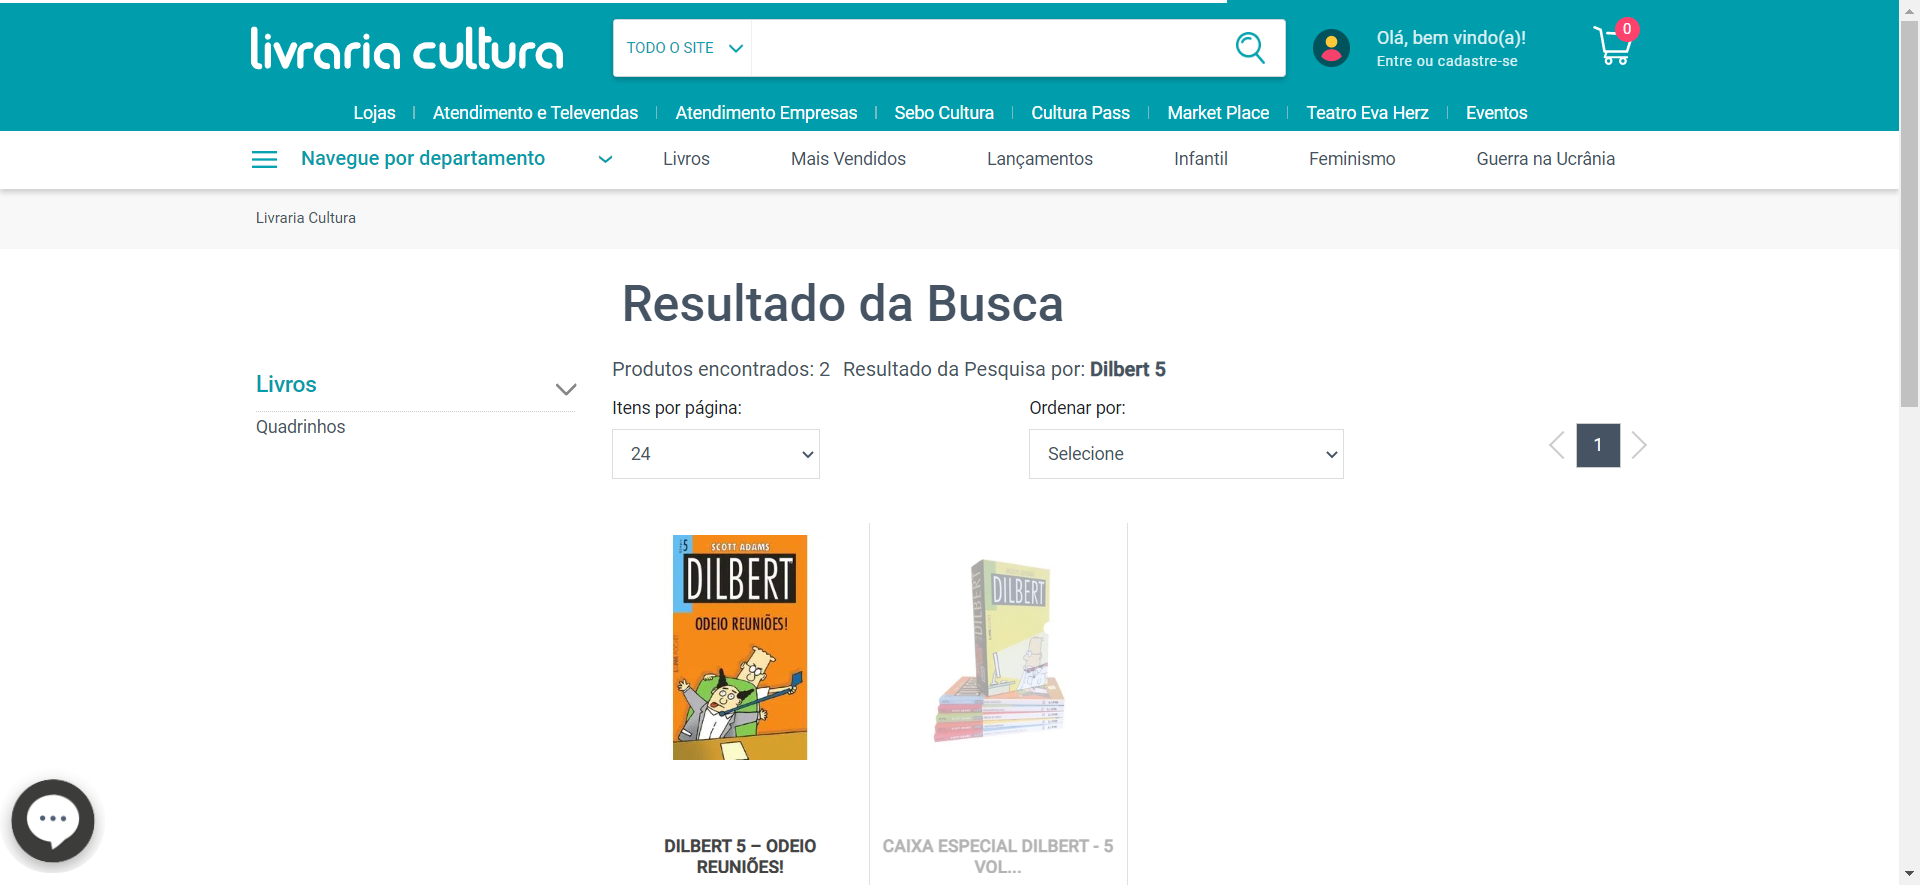 livraria cultura
TODO O SITE
Olá, bem vindo(a)!
Entre ou cadastre-se
0
Lojas
Atendimento e Televendas
Atendimento Empresas
Sebo Cultura
Cultura Pass
Market Place
Teatro Eva Herz
Eventos
Navegue por departamento
Livros
Mais Vendidos
Lançamentos
Infantil
Feminismo
Guerra na Ucrânia
Livraria Cultura
Resultado da Busca
Livros
Quadrinhos
Produtos encontrados: 2 Resultado da Pesquisa por: Dilbert 5
Itens por página:
24
Ordenar por:
Selecione
1
5
SCOTT ADAMS
DILBERT
ODEIO REUNIÕES!
DILBERT
DILBERT
DILBERT 5 – ODEIO
REUNIÕES!
CAIXA ESPECIAL DILBERT - 5
VOL...